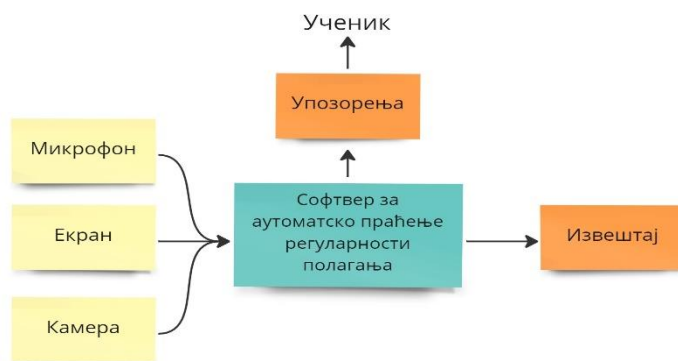 Ученик
Упозорења
Микрофон
Екран
Камера
Софтвер за
аутоматско праћење
регуларности
полагања
Извештај